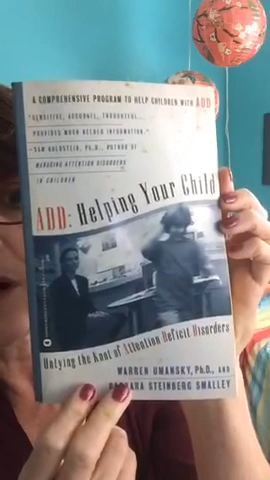 A COMPREHENSIVE PROGRAM TO HELP CHILDREN WITH ADD
"SENSITIVE, ACCURATE, THOUGHTFUL...
PROVIDES MUCH NEEDED INFORMATION."
—SAM GOLDSTEIN, PH.D., AUTHOR OF
MANAGING ATTENTION DISORDERS
IN CHILDREN
ADD: Helping Your Child
Untying the Knot of Attention Deficit Disorders
WARREN UMANSKY, PH.D., AND
BARBARA STEINBERG SMALLEY